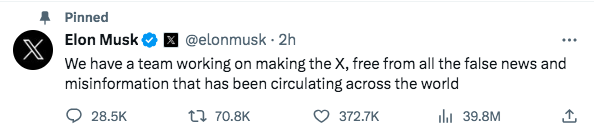 Pinned
Elon Musk @elonmusk · 2h
We have a team working on making the X, free from all the false news and
misinformation that has been circulating across the world
28.5K 70.8K 372.7K 39.8M